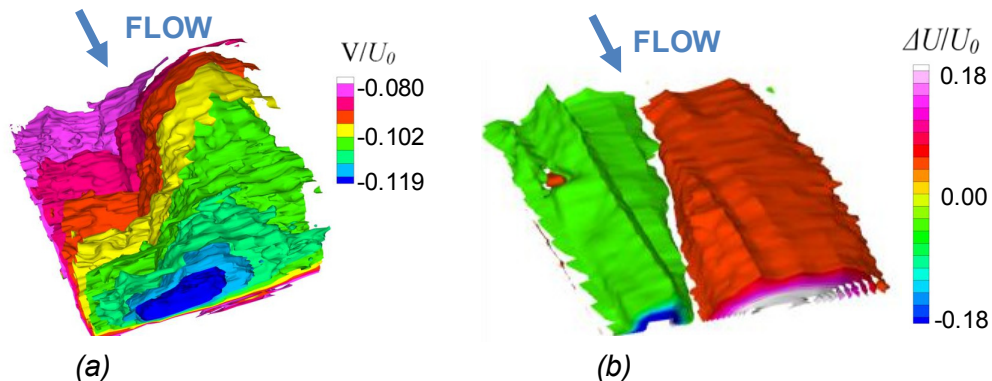 FLOW
V/U₀
-0.080
-0.102
-0.119
(a)
FLOW
ΔU/U₀
0.18
0.00
-0.18
(b)